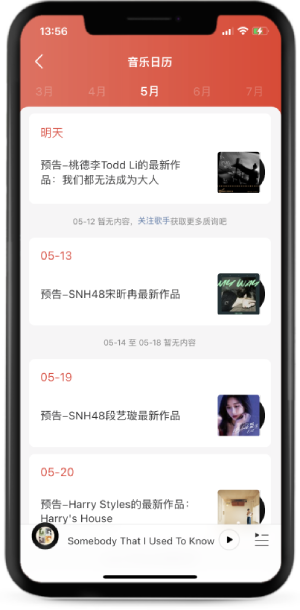 13:56
音乐日历
3月 4月 5月 6月 7月
明天
预告-桃德李Todd Li的最新作
品：我们都无法成为大人
05-12 暂无内容，关注歌手获取更多质询吧
05-13
预告-SNH48宋昕冉最新作品
05-14 至 05-18 暂无内容
05-19
预告-SNH48段艺璇最新作品
05-20
预告-Harry Styles的最新作品：
Harry's House
Somebody That I Used To Know